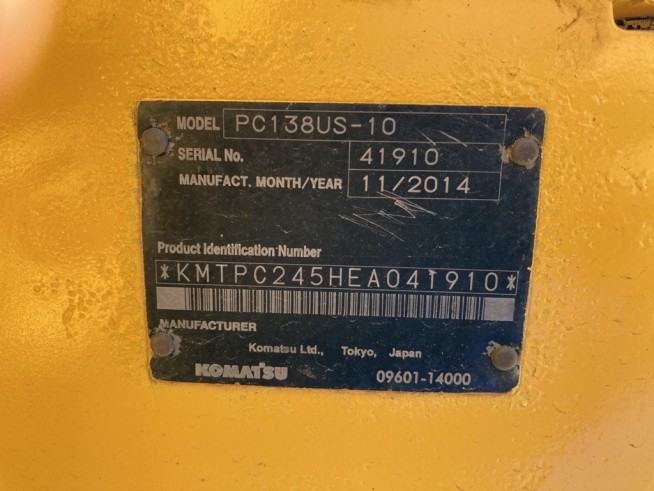 MODEL PC138US-10
SERIAL No. 41910
MANUFACT. MONTH/YEAR 11/2014
Product Identification Number
*KMTPC245HEA041910*
MANUFACTURER
Komatsu Ltd., Tokyo, Japan
KOMATSU 09601-14000